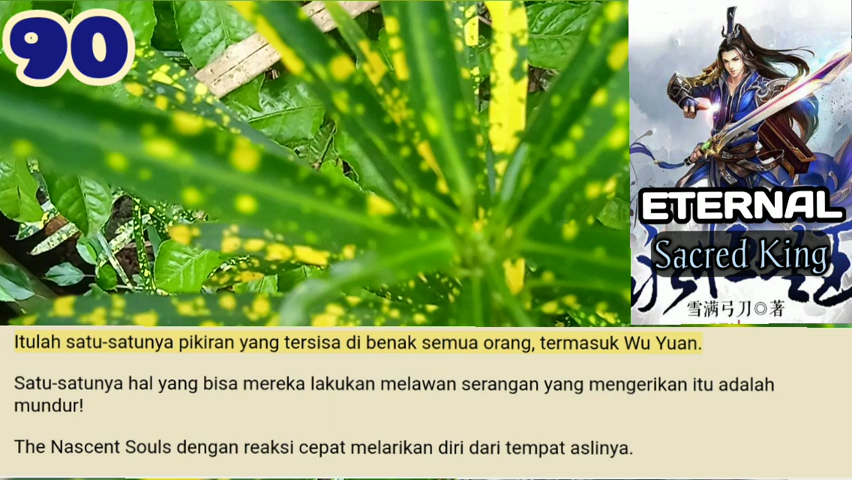 90
ETERNAL
Sacred King
雪满弓刀◎著
Itulah satu-satunya pikiran yang tersisa di benak semua orang, termasuk Wu Yuan.
Satu-satunya hal yang bisa mereka lakukan melawan serangan yang mengerikan itu adalah
mundur!
The Nascent Souls dengan reaksi cepat melarikan diri dari tempat aslinya.